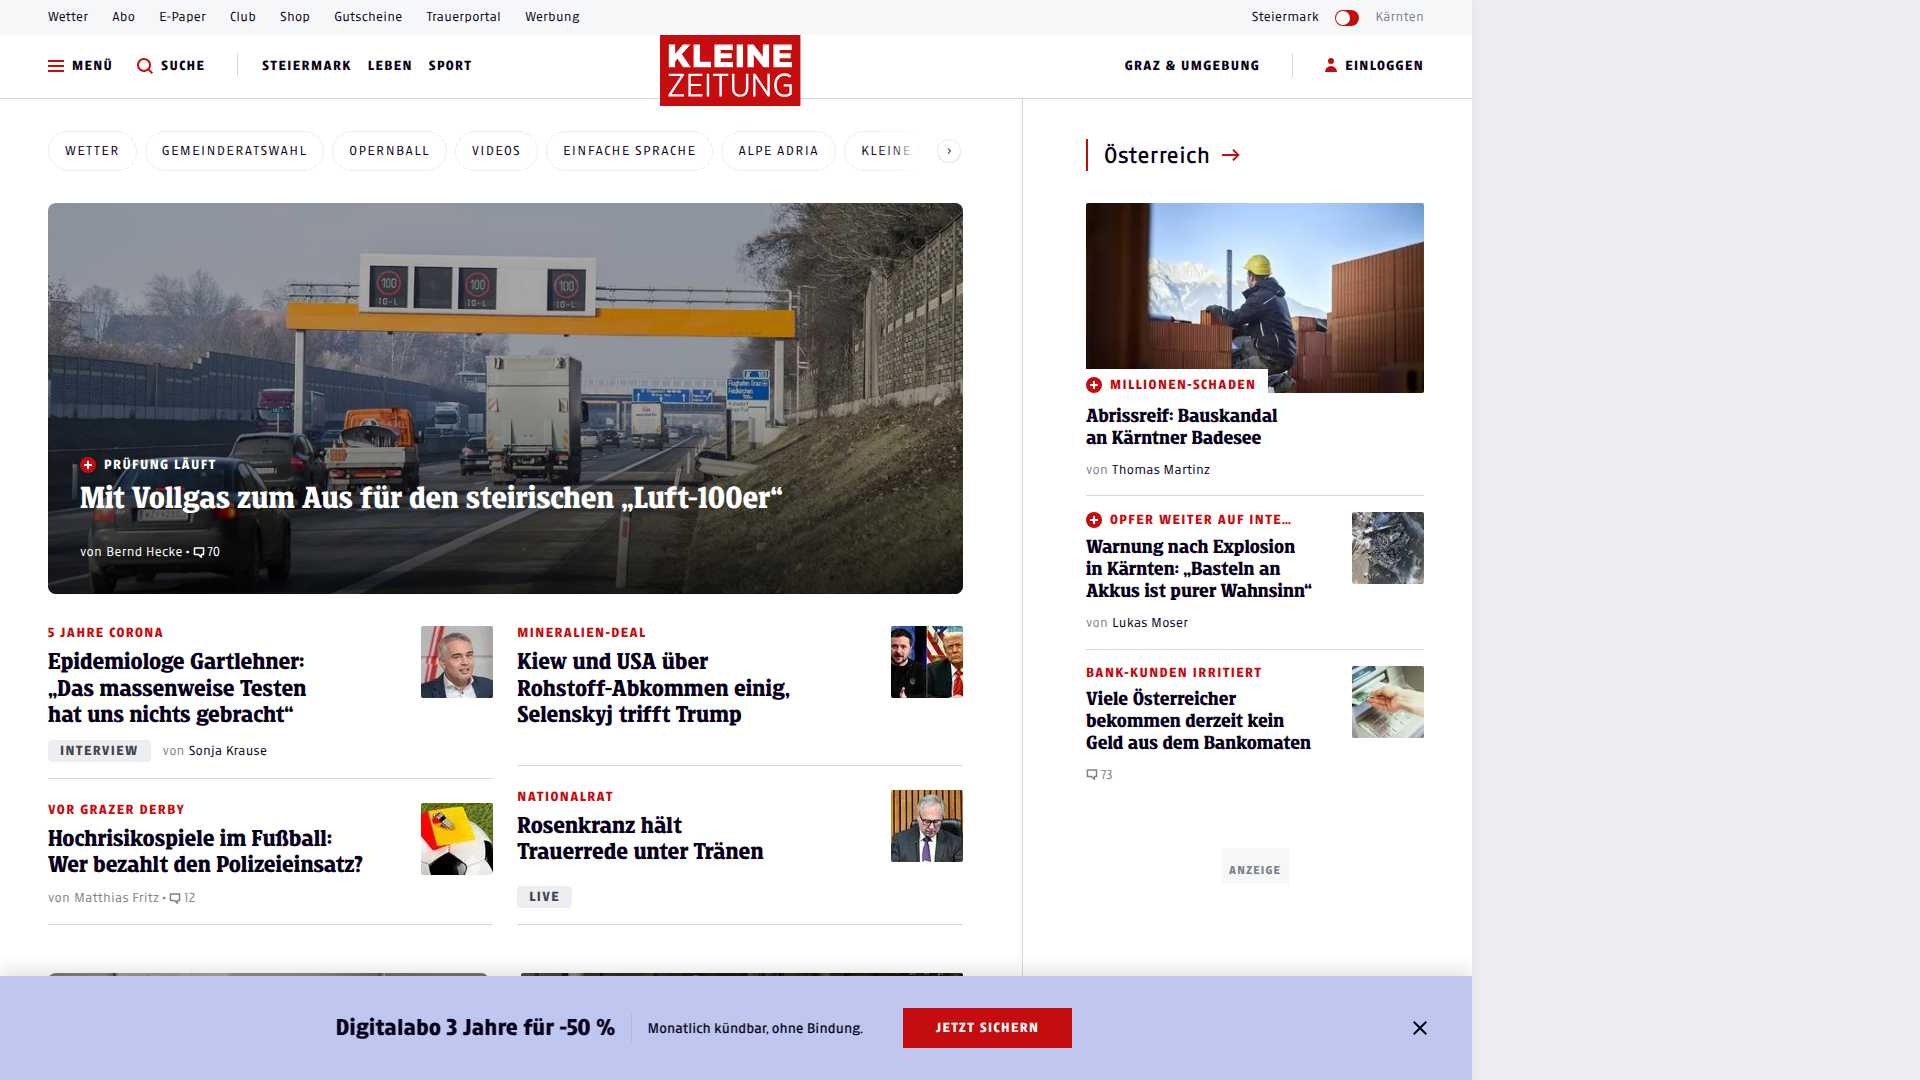 Wetter Abo E-Paper Club Shop Gutscheine Trauerportal Werbung
Steiermark Kärnten
MENÜ SUCHE STEIERMARK LEBEN SPORT
KLEINE
ZEITUNG
GRAZ & UMGEBUNG EINLOGGEN
WETTER GEMEINDERATSWAHL OPERNBALL VIDEOS EINFACHE SPRACHE ALPE ADRIA KLEINE
100 100 100
PRÜFUNG LÄUFT
Mit Vollgas zum Aus für den steirischen „Luft-100er“
von Bernd Hecke • 70
5 JAHRE CORONA
Epidemiologe Gartlehner:
„Das massenweise Testen
hat uns nichts gebracht“
INTERVIEW von Sonja Krause
VOR GRAZER DERBY
Hochrisikospiele im Fußball:
Wer bezahlt den Polizeieinsatz?
von Matthias Fritz • 12
MINERALIEN-DEAL
Kiew und USA über
Rohstoff-Abkommen einig,
Selenskyj trifft Trump
NATIONALRAT
Rosenkranz hält
Trauerrede unter Tränen
LIVE
Österreich
MILLIONEN-SCHADEN
Abrissreif: Bauskandal
an Kärntner Badesee
von Thomas Martinz
OPFER WEITER AUF INTE...
Warnung nach Explosion
in Kärnten: „Basteln an
Akkus ist purer Wahnsinn“
von Lukas Moser
BANK-KUNDEN IRRITIERT
Viele Österreicher
bekommen derzeit kein
Geld aus dem Bankomaten
73
ANZEIGE
Digitalabo 3 Jahre für -50 %
Monatlich kündbar, ohne Bindung.
JETZT SICHERN